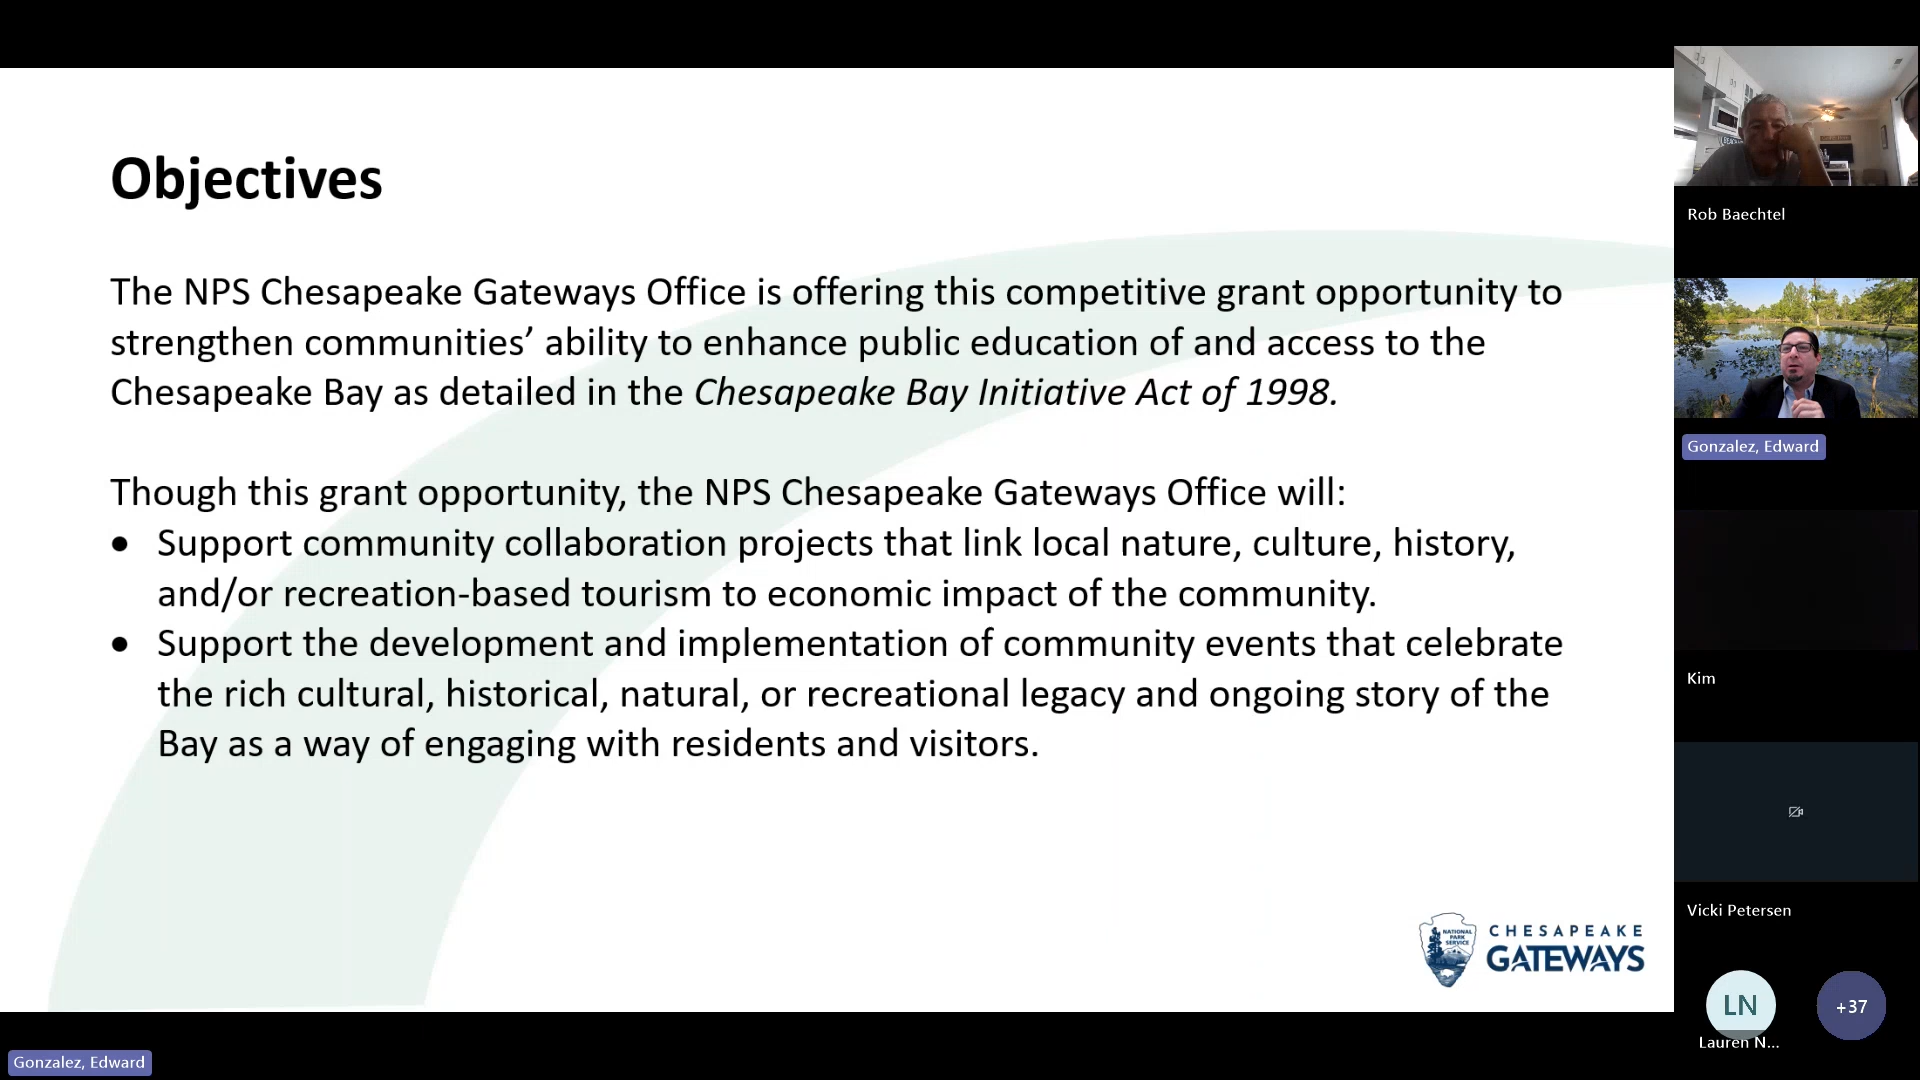 Objectives
The NPS Chesapeake Gateways Office is offering this competitive grant opportunity to
strengthen communities’ ability to enhance public education of and access to the
Chesapeake Bay as detailed in the Chesapeake Bay Initiative Act of 1998.
Though this grant opportunity, the NPS Chesapeake Gateways Office will:
• Support community collaboration projects that link local nature, culture, history,
and/or recreation-based tourism to economic impact of the community.
• Support the development and implementation of community events that celebrate
the rich cultural, historical, natural, or recreational legacy and ongoing story of the
Bay as a way of engaging with residents and visitors.
NATIONAL
PARK
SERVICE
CHESAPEAKE
GATEWAYS
Rob Baechtel
Gonzalez, Edward
Kim
Vicki Petersen
LN
Lauren N...
+37
Gonzalez, Edward